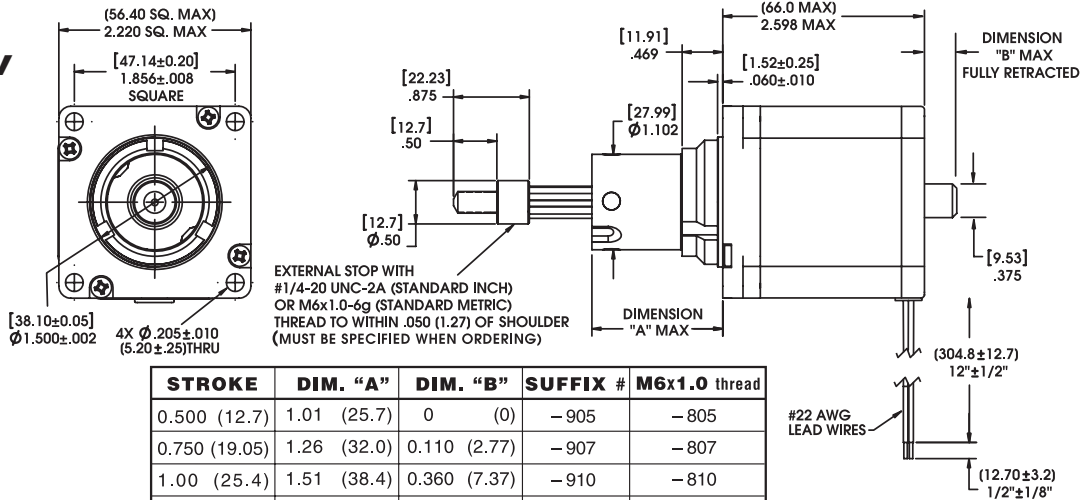 (56.40 SQ. MAX)
2.220 SQ. MAX
[47.14±0.20]
1.856±.008
SQUARE
[38.10±0.05]
Ø1.500±.002
4X Ø.205±.010
(5.20±.25)THRU
[22.23]
.875
[12.7]
.50
[12.7]
Ø.50
EXTERNAL STOP WITH
#1/4-20 UNC-2A (STANDARD INCH)
OR M6x1.0-6g (STANDARD METRIC)
THREAD TO WITHIN .050 (1.27) OF SHOULDER
(MUST BE SPECIFIED WHEN ORDERING)
(66.0 MAX)
2.598 MAX
[11.91]
.469
[1.52±0.25]
.060±.010
[27.99]
Ø1.102
DIMENSION
"B" MAX
FULLY RETRACTED
[9.53]
.375
DIMENSION
"A" MAX
(304.8±12.7)
12"±1/2"
#22 AWG
LEAD WIRES
(12.70±3.2)
1/2"±1/8"
STROKE DIM. “A” DIM. “B” SUFFIX # M6x1.0 thread
0.500 (12.7) 1.01 (25.7) 0 (0) –905 –805
0.750 (19.05) 1.26 (32.0) 0.110 (2.77) –907 –807
1.00 (25.4) 1.51 (38.4) 0.360 (7.37) –910 –810